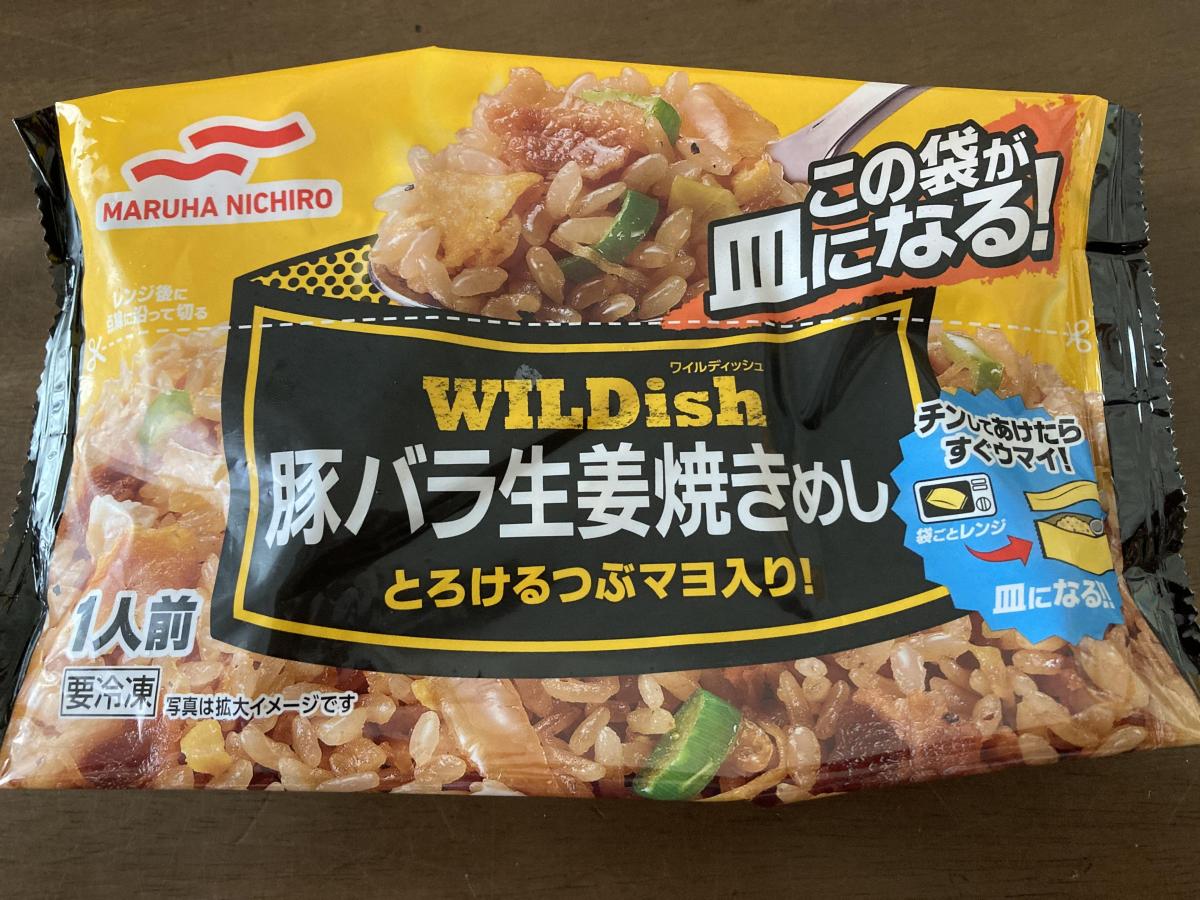 MARUHA NICHIRO
この袋が
皿になる!
レンジ後に
点線に沿って切る
ワイルディッシュ
WILDish
豚バラ生姜焼きめし
とろけるつぶマヨ入り!
チンしてあけたら
すぐウマイ!
袋ごとレンジ
皿になる!!
1人前
要冷凍
写真は拡大イメージです